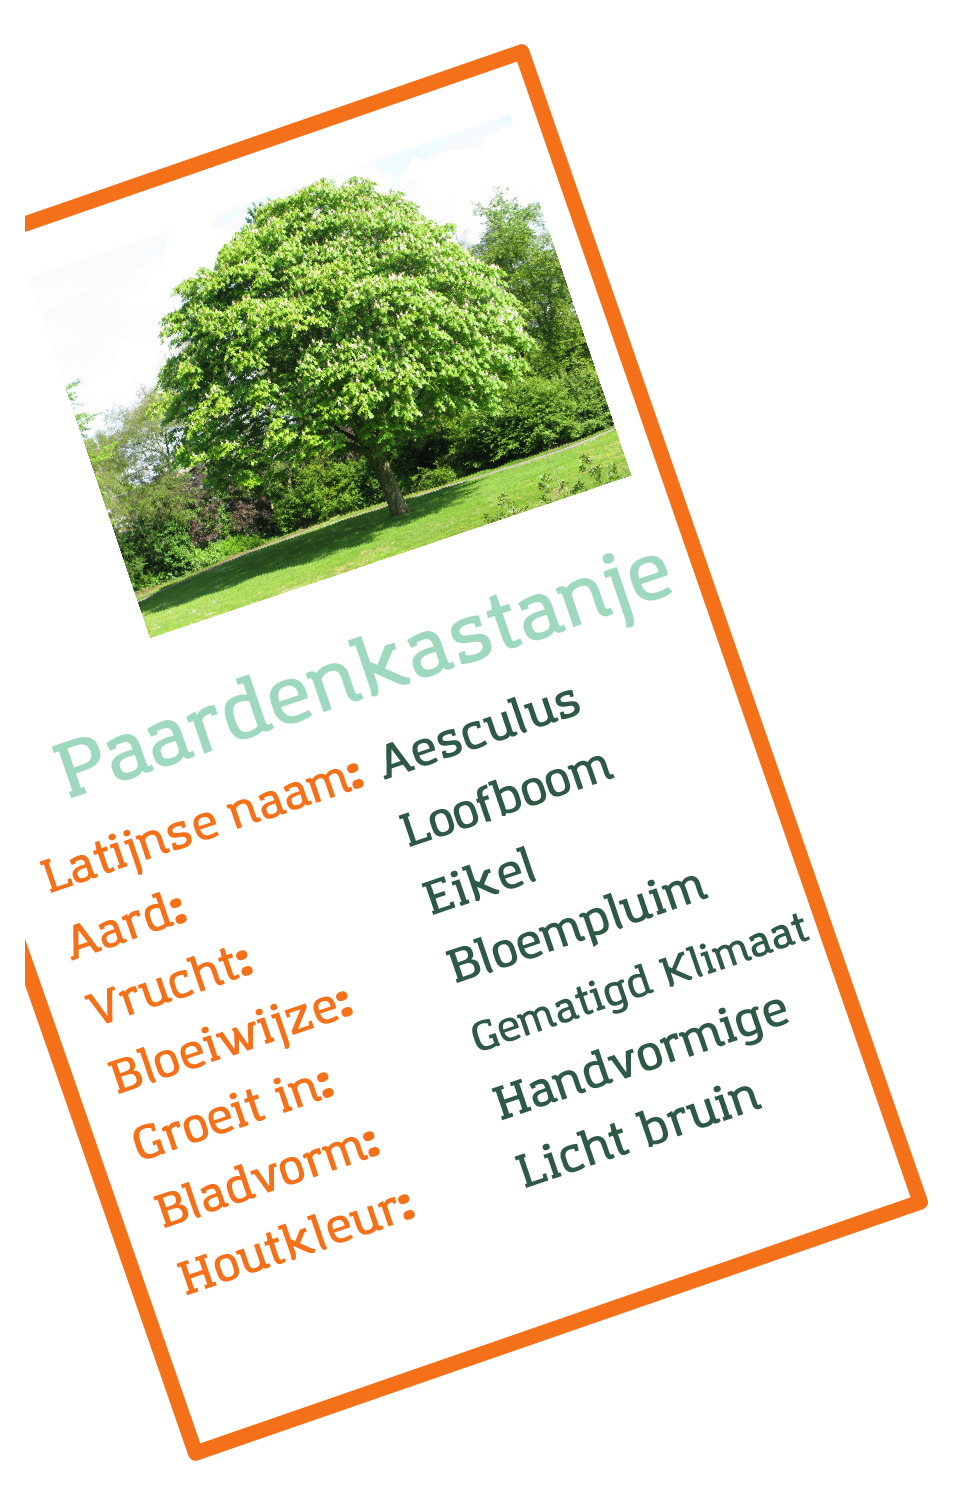 Paardenkastanje
Latijnse naam: Aesculus
Aard: Loofboom
Vrucht: Eikel
Bloeiwijze: Bloempluim
Groeit in: Gematigd Klimaat
Bladvorm: Handvormige
Houtkleur: Licht bruin